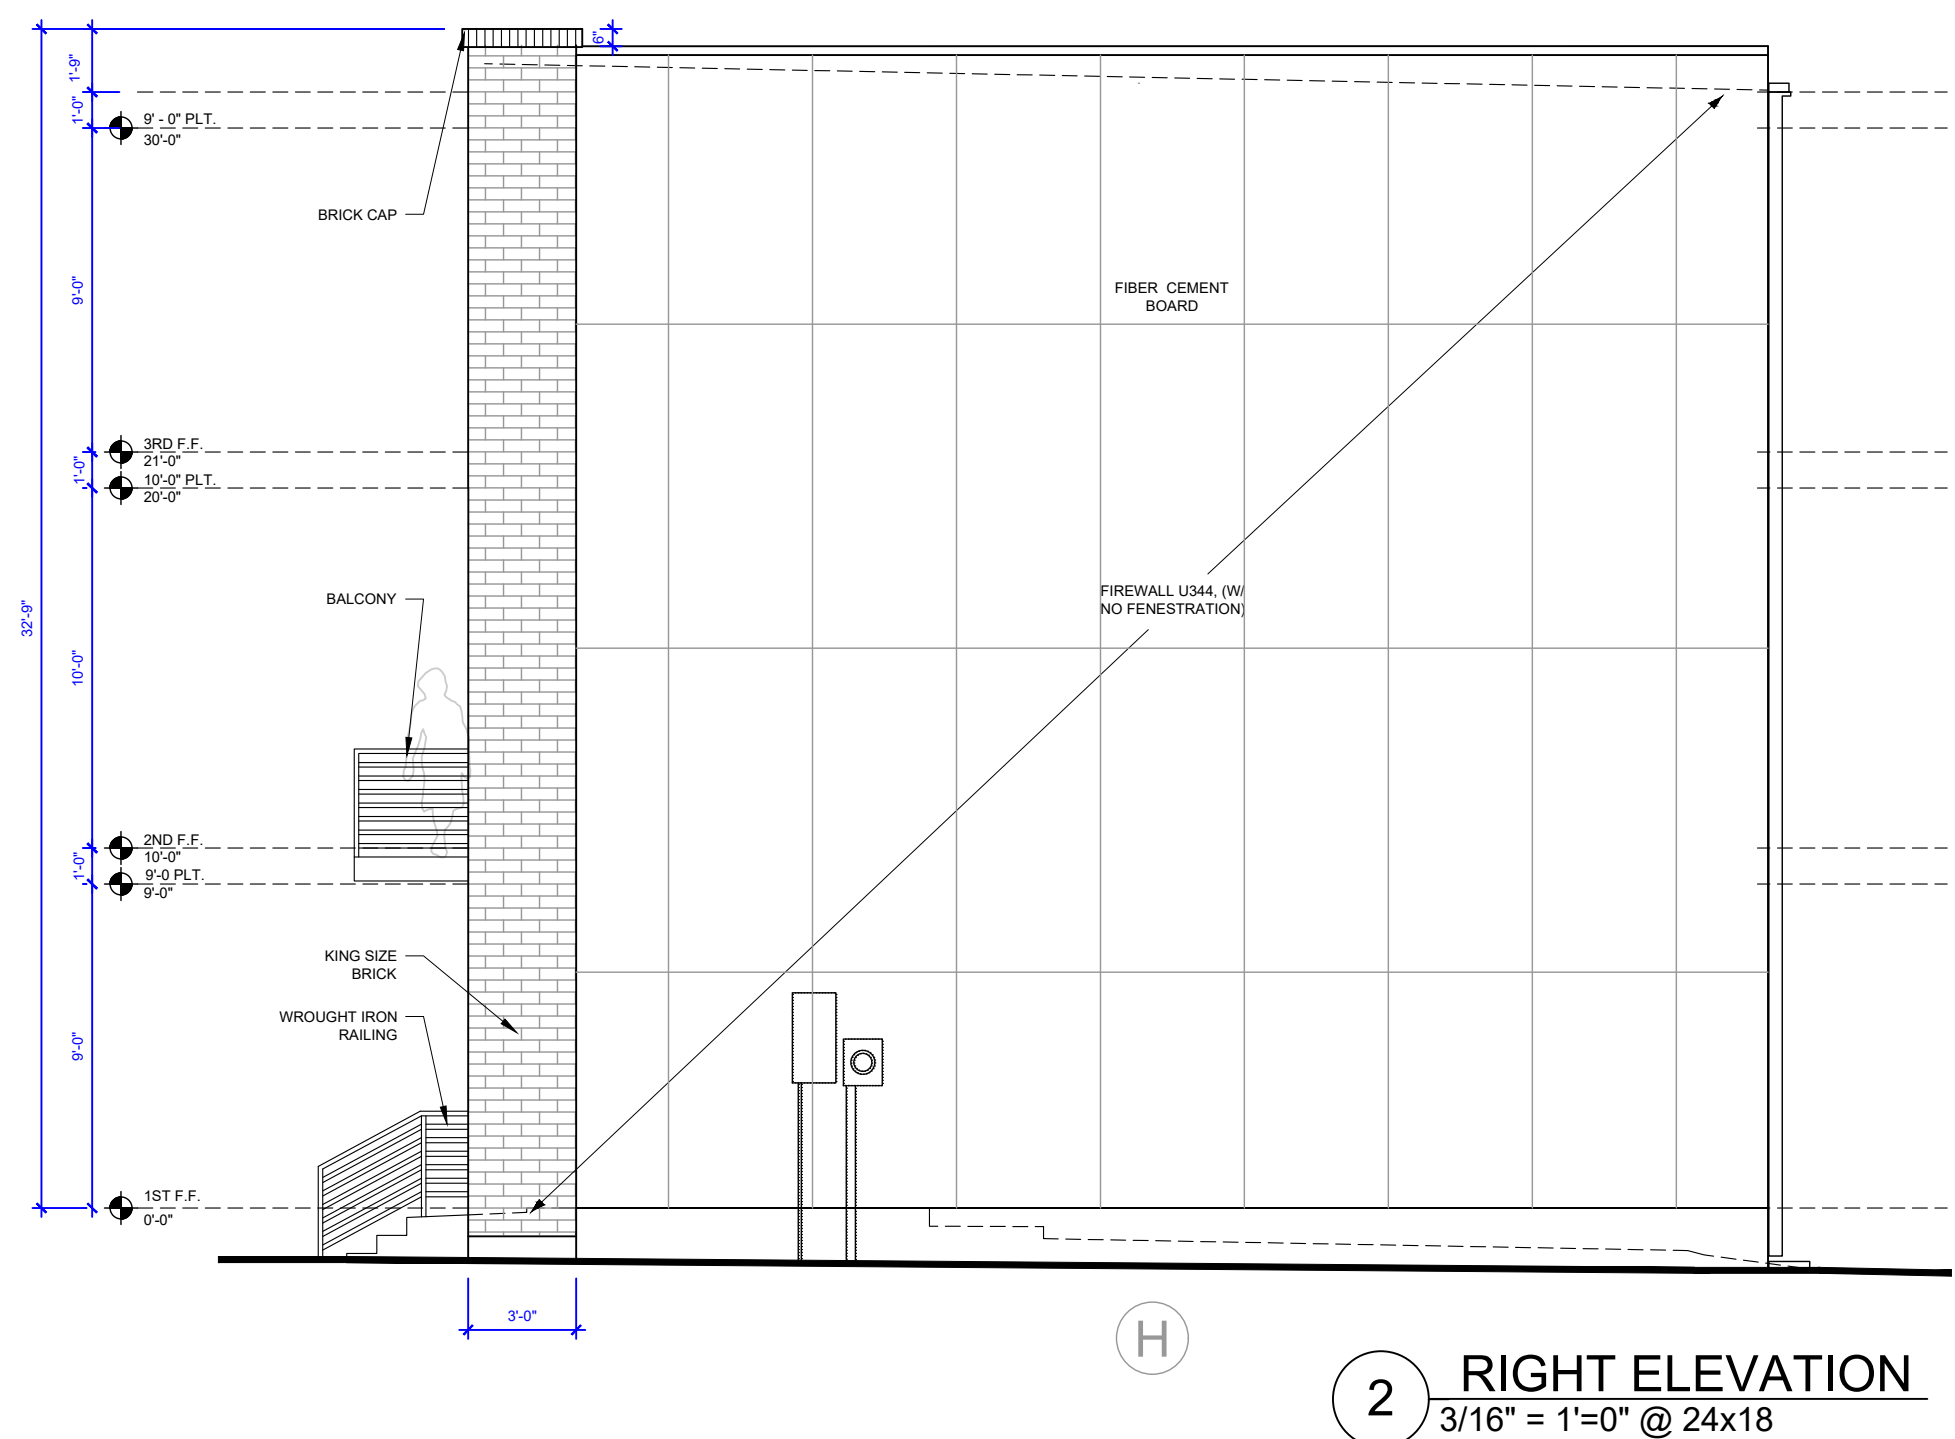 6"
1'-9"
1'-0"
9' - 0" PLT.
30'-0"
BRICK CAP
9'-0"
FIBER CEMENT
BOARD
3RD F.F.
21'-0"
1'-0"
10'-0" PLT.
20'-0"
BALCONY
FIREWALL U344, (W/
NO FENESTRATION)
32'-9"
10'-0"
2ND F.F.
10'-0"
1'-0"
9'-0 PLT.
9'-0"
KING SIZE
BRICK
WROUGHT IRON
RAILING
9'-0"
1ST F.F.
0'-0"
3'-0"
H
2
RIGHT ELEVATION
3/16" = 1'=0" @ 24x18